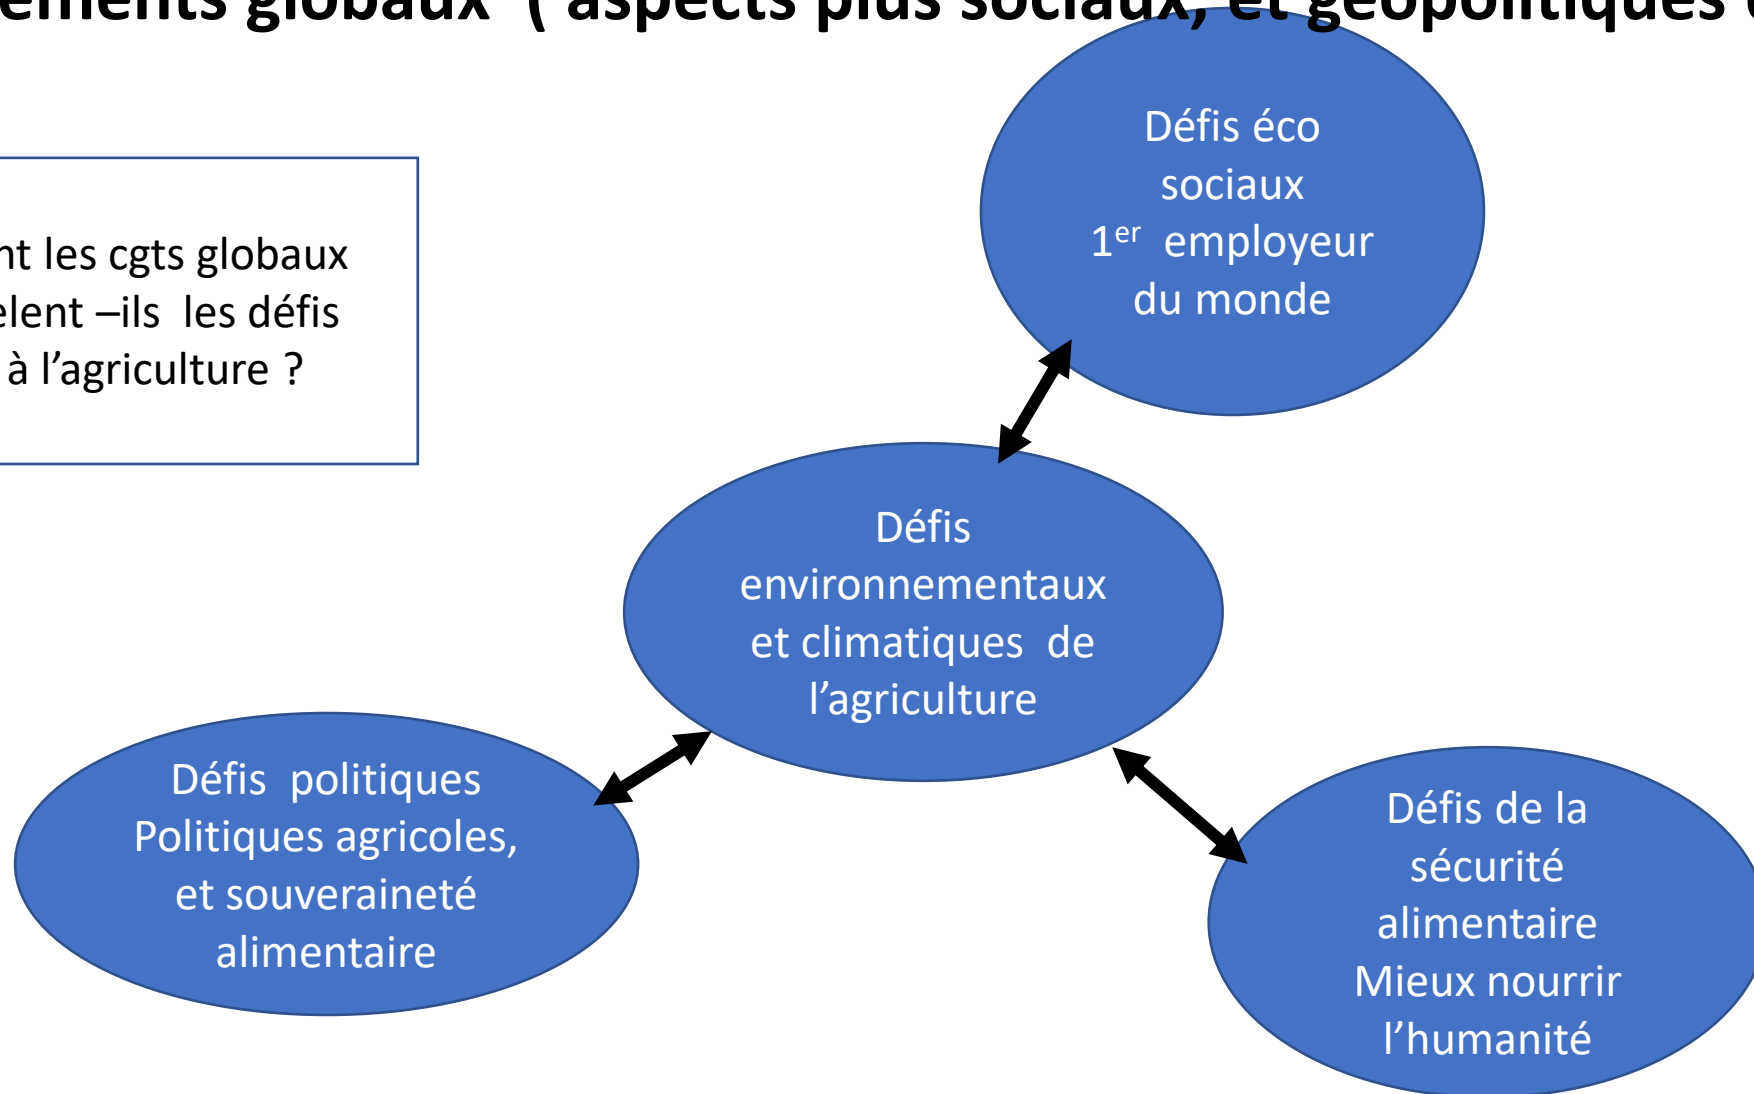 ements globaux ( aspects plus sociaux, et géopolitiques
nt les cgts globaux
èlent –ils les défis
à l’agriculture ?
Défis éco
sociaux
1er employeur
du monde
Défis
environnementaux
et climatiques de
l’agriculture
Défis politiques
Politiques agricoles,
et souveraineté
alimentaire
Défis de la
sécurité
alimentaire
Mieux nourrir
l’humanité